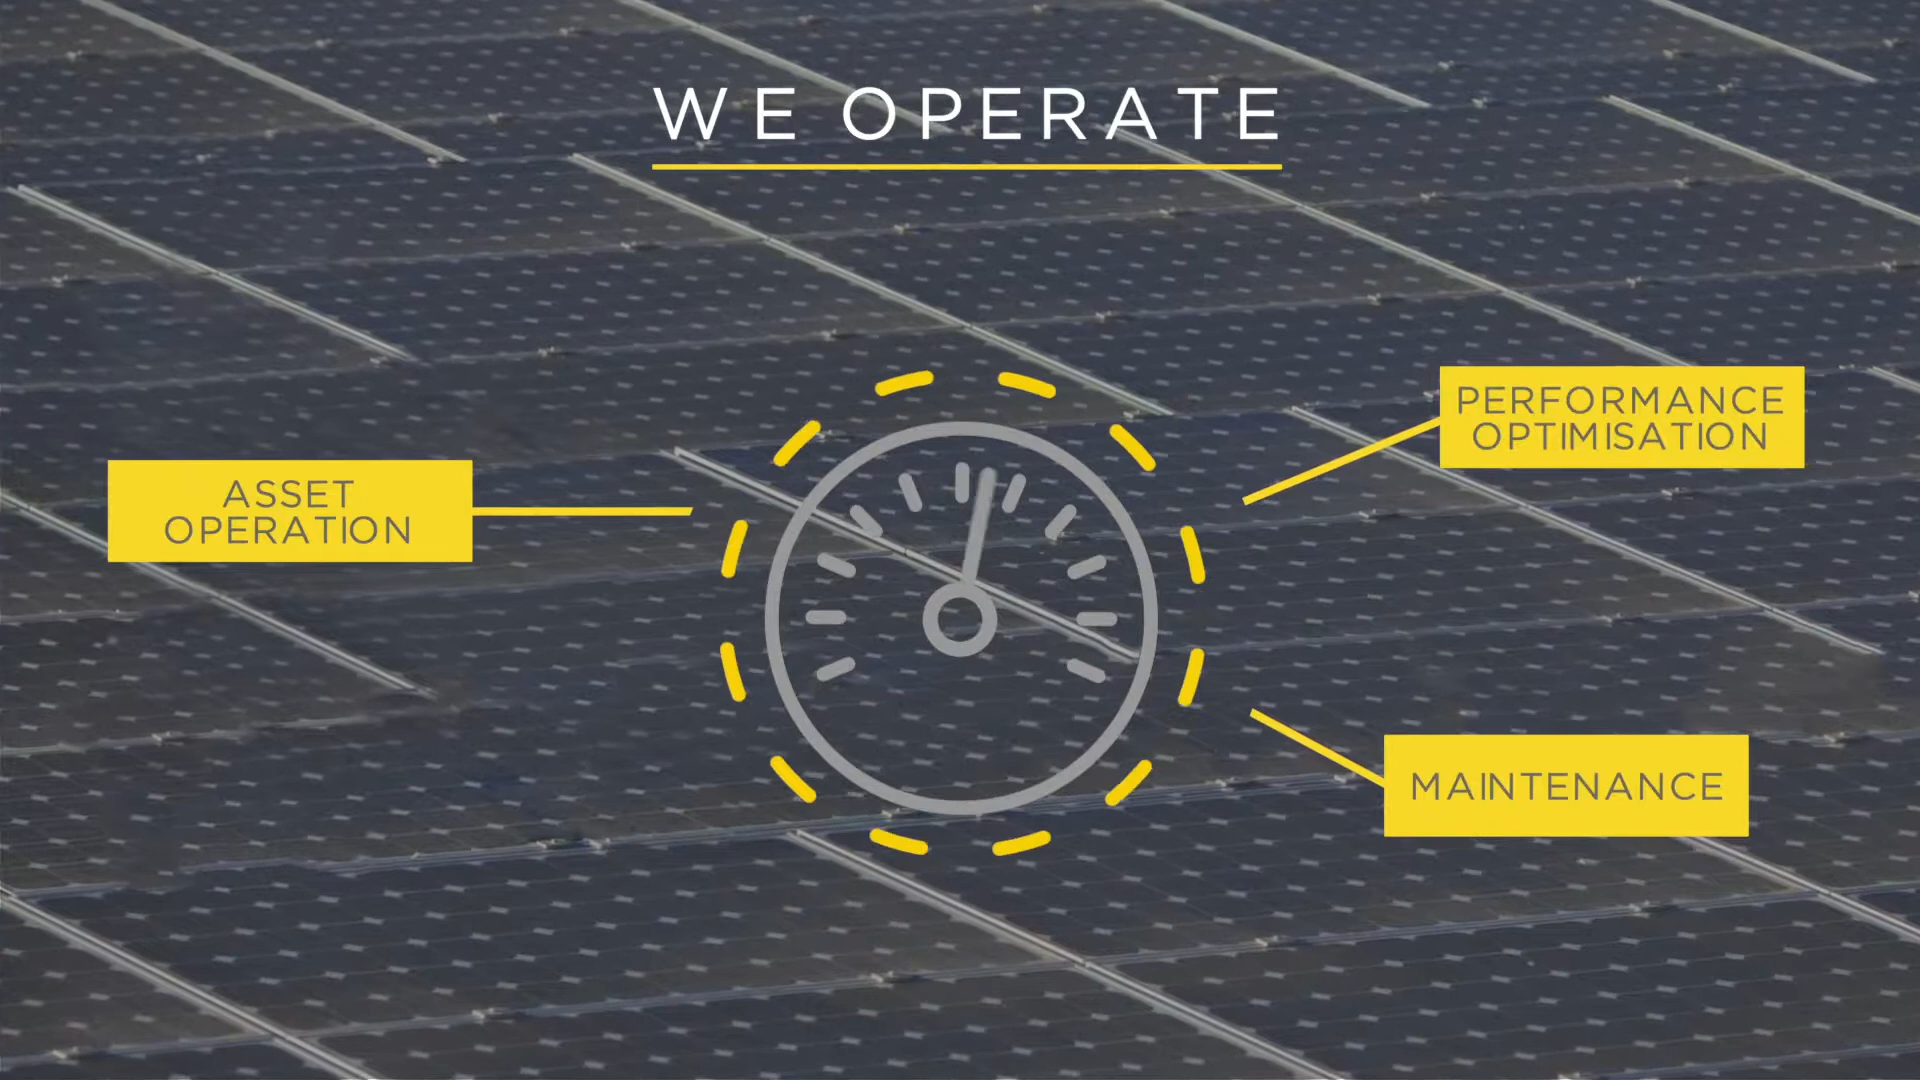 WE OPERATE
ASSET
OPERATION
PERFORMANCE
OPTIMISATION
MAINTENANCE